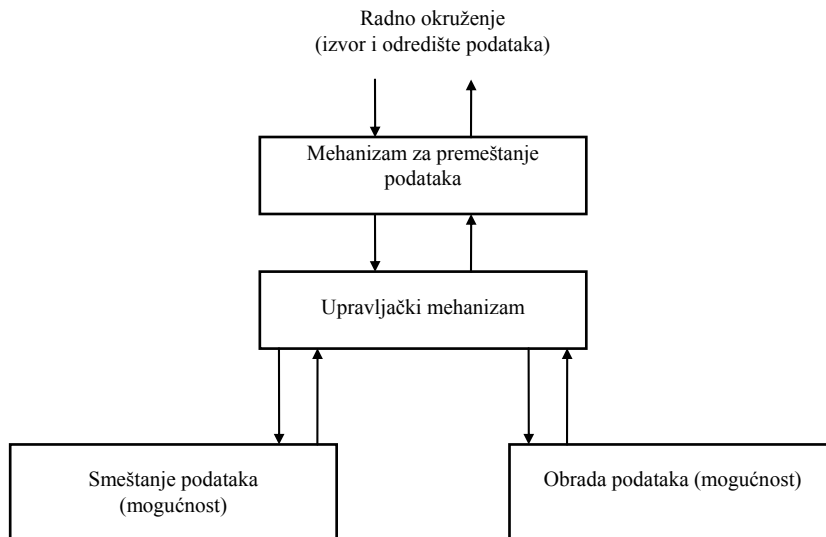 Radno okruženje
(izvor i odredište podataka)
Mehanizam za premeštanje
podataka
Upravljački mehanizam
Smeštanje podataka
(mogućnost)
Obrada podataka (mogućnost)